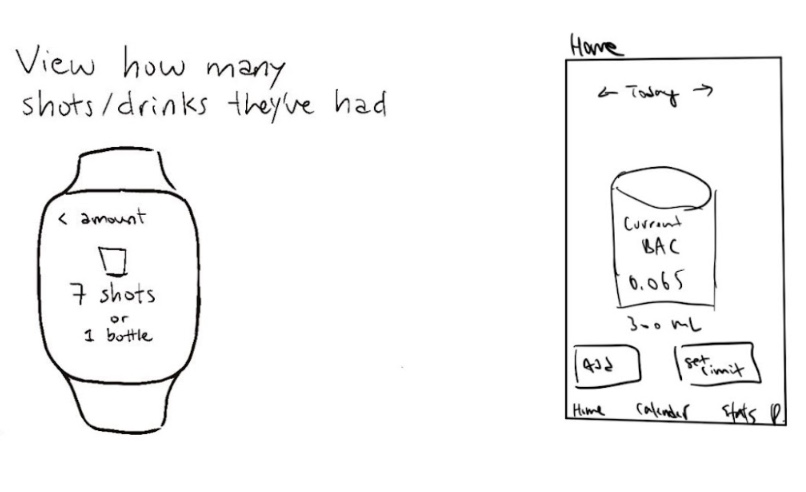 View how many
shots/drinks they've had
< amount
7 shots
or
1 bottle
Home
← Today →
Current
BAC
0.065
300 mL
Add
set
limit
Home Calender Stats P.